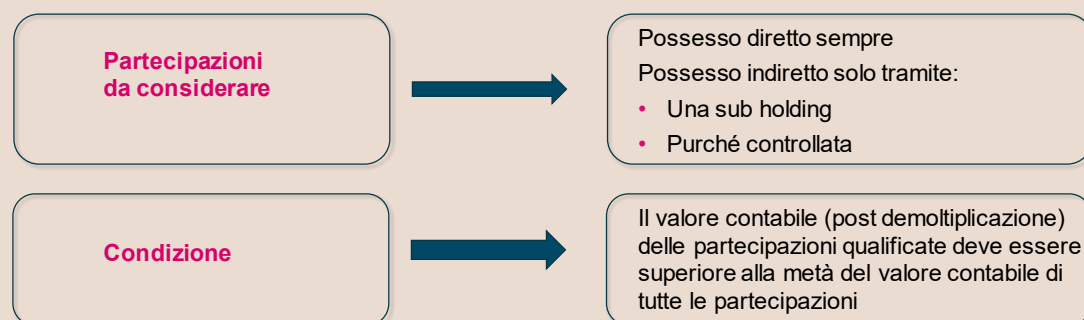 Partecipazioni
da considerare
Possesso diretto sempre
Possesso indiretto solo tramite:
• Una sub holding
• Purché controllata
Condizione
Il valore contabile (post demoltiplicazione)
delle partecipazioni qualificate deve essere
superiore alla metà del valore contabile di
tutte le partecipazioni